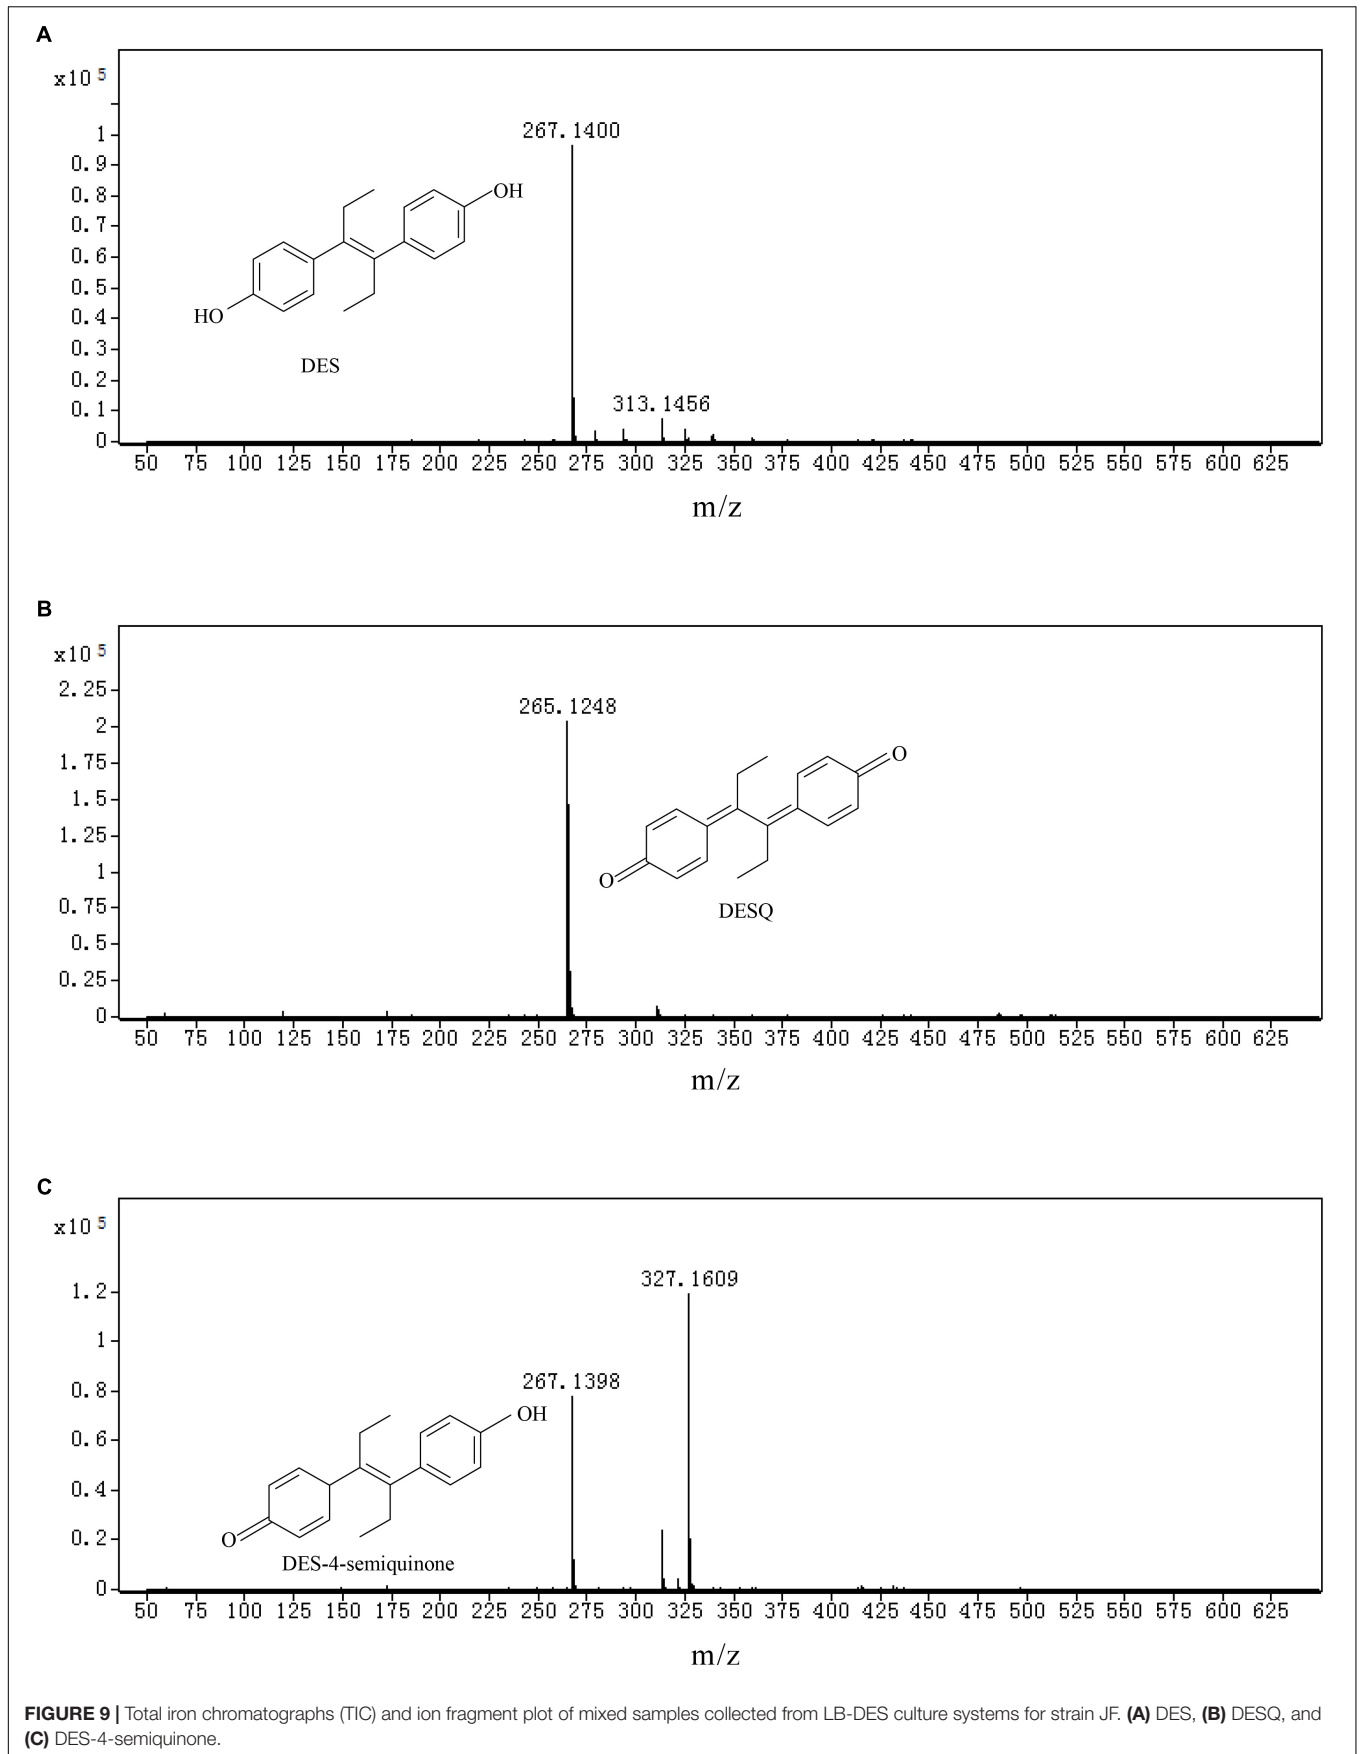 A
x10 5
267.1400
1
0.9
0.8
0.7
0.6
0.5
0.4
0.3
0.2
0.1
0
OH
HO
DES
313.1456
50 75 100 125 150 175 200 225 250 275 300 325 350 375 400 425 450 475 500 525 550 575 600 625
m/z
B
x10 5
2.25
2
1.75
1.5
1.25
1
0.75
0.5
0.25
0
265.1248
O
O
DESQ
50 75 100 125 150 175 200 225 250 275 300 325 350 375 400 425 450 475 500 525 550 575 600 625
m/z
C
x10 5
1.2
1
0.8
0.6
0.4
0.2
0
327.1609
267.1398
OH
O
DES-4-semiquinone
50 75 100 125 150 175 200 225 250 275 300 325 350 375 400 425 450 475 500 525 550 575 600 625
m/z
FIGURE 9 | Total iron chromatographs (TIC) and ion fragment plot of mixed samples collected from LB-DES culture systems for strain JF. (A) DES, (B) DESQ, and
(C) DES-4-semiquinone.